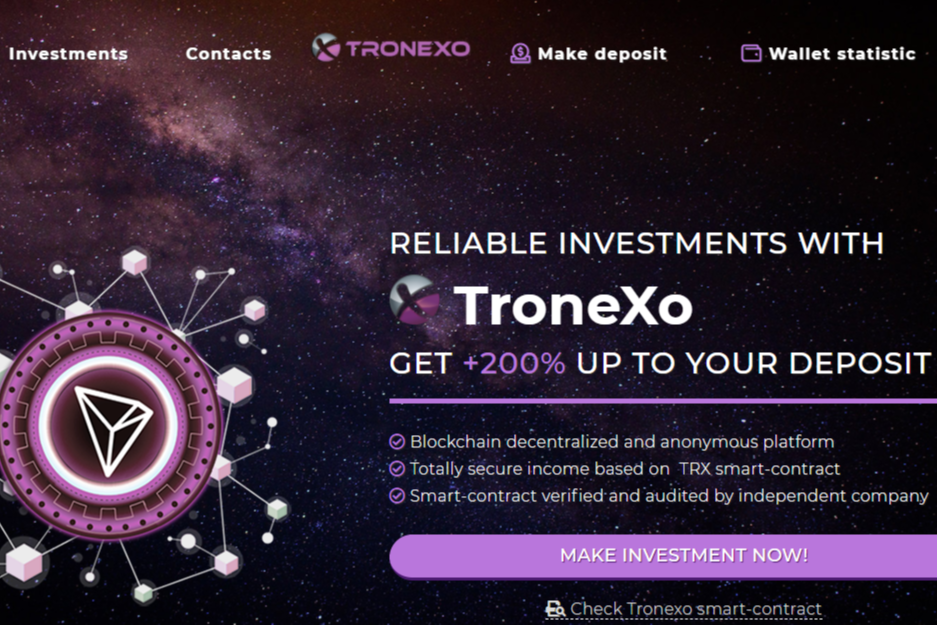 Investments
Contacts
TRONEXO
Make deposit
Wallet statistic
RELIABLE INVESTMENTS WITH
TroneXo
GET +200% UP TO YOUR DEPOSIT
Blockchain decentralized and anonymous platform
Totally secure income based on TRX smart-contract
Smart-contract verified and audited by independent company
MAKE INVESTMENT NOW!
Check Tronexo smart-contract